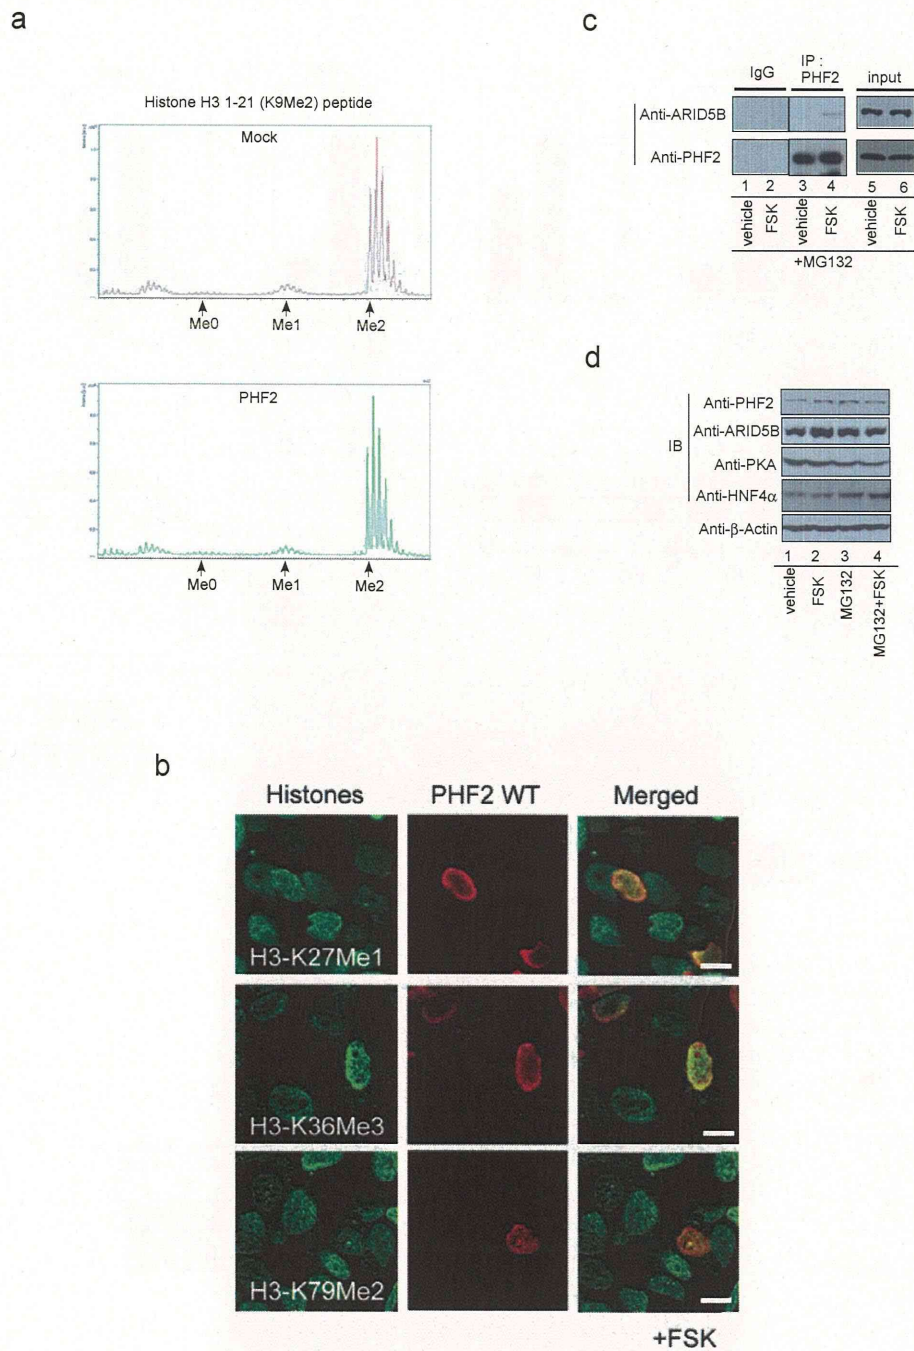 a
Histone H3 1-21 (K9Me2) peptide
Mock
Me0 Me1 Me2
PHF2
Me0 Me1 Me2
c
IgG IP : PHF2 input
Anti-ARID5B
Anti-PHF2
1 2 3 4 5 6
vehicle FSK vehicle FSK vehicle FSK
+MG132
d
IB
Anti-PHF2
Anti-ARID5B
Anti-PKA
Anti-HNF4α
Anti-β-Actin
1 2 3 4
vehicle FSK MG132 MG132+FSK
b
Histones PHF2 WT Merged
H3-K27Me1
H3-K36Me3
H3-K79Me2
+FSK